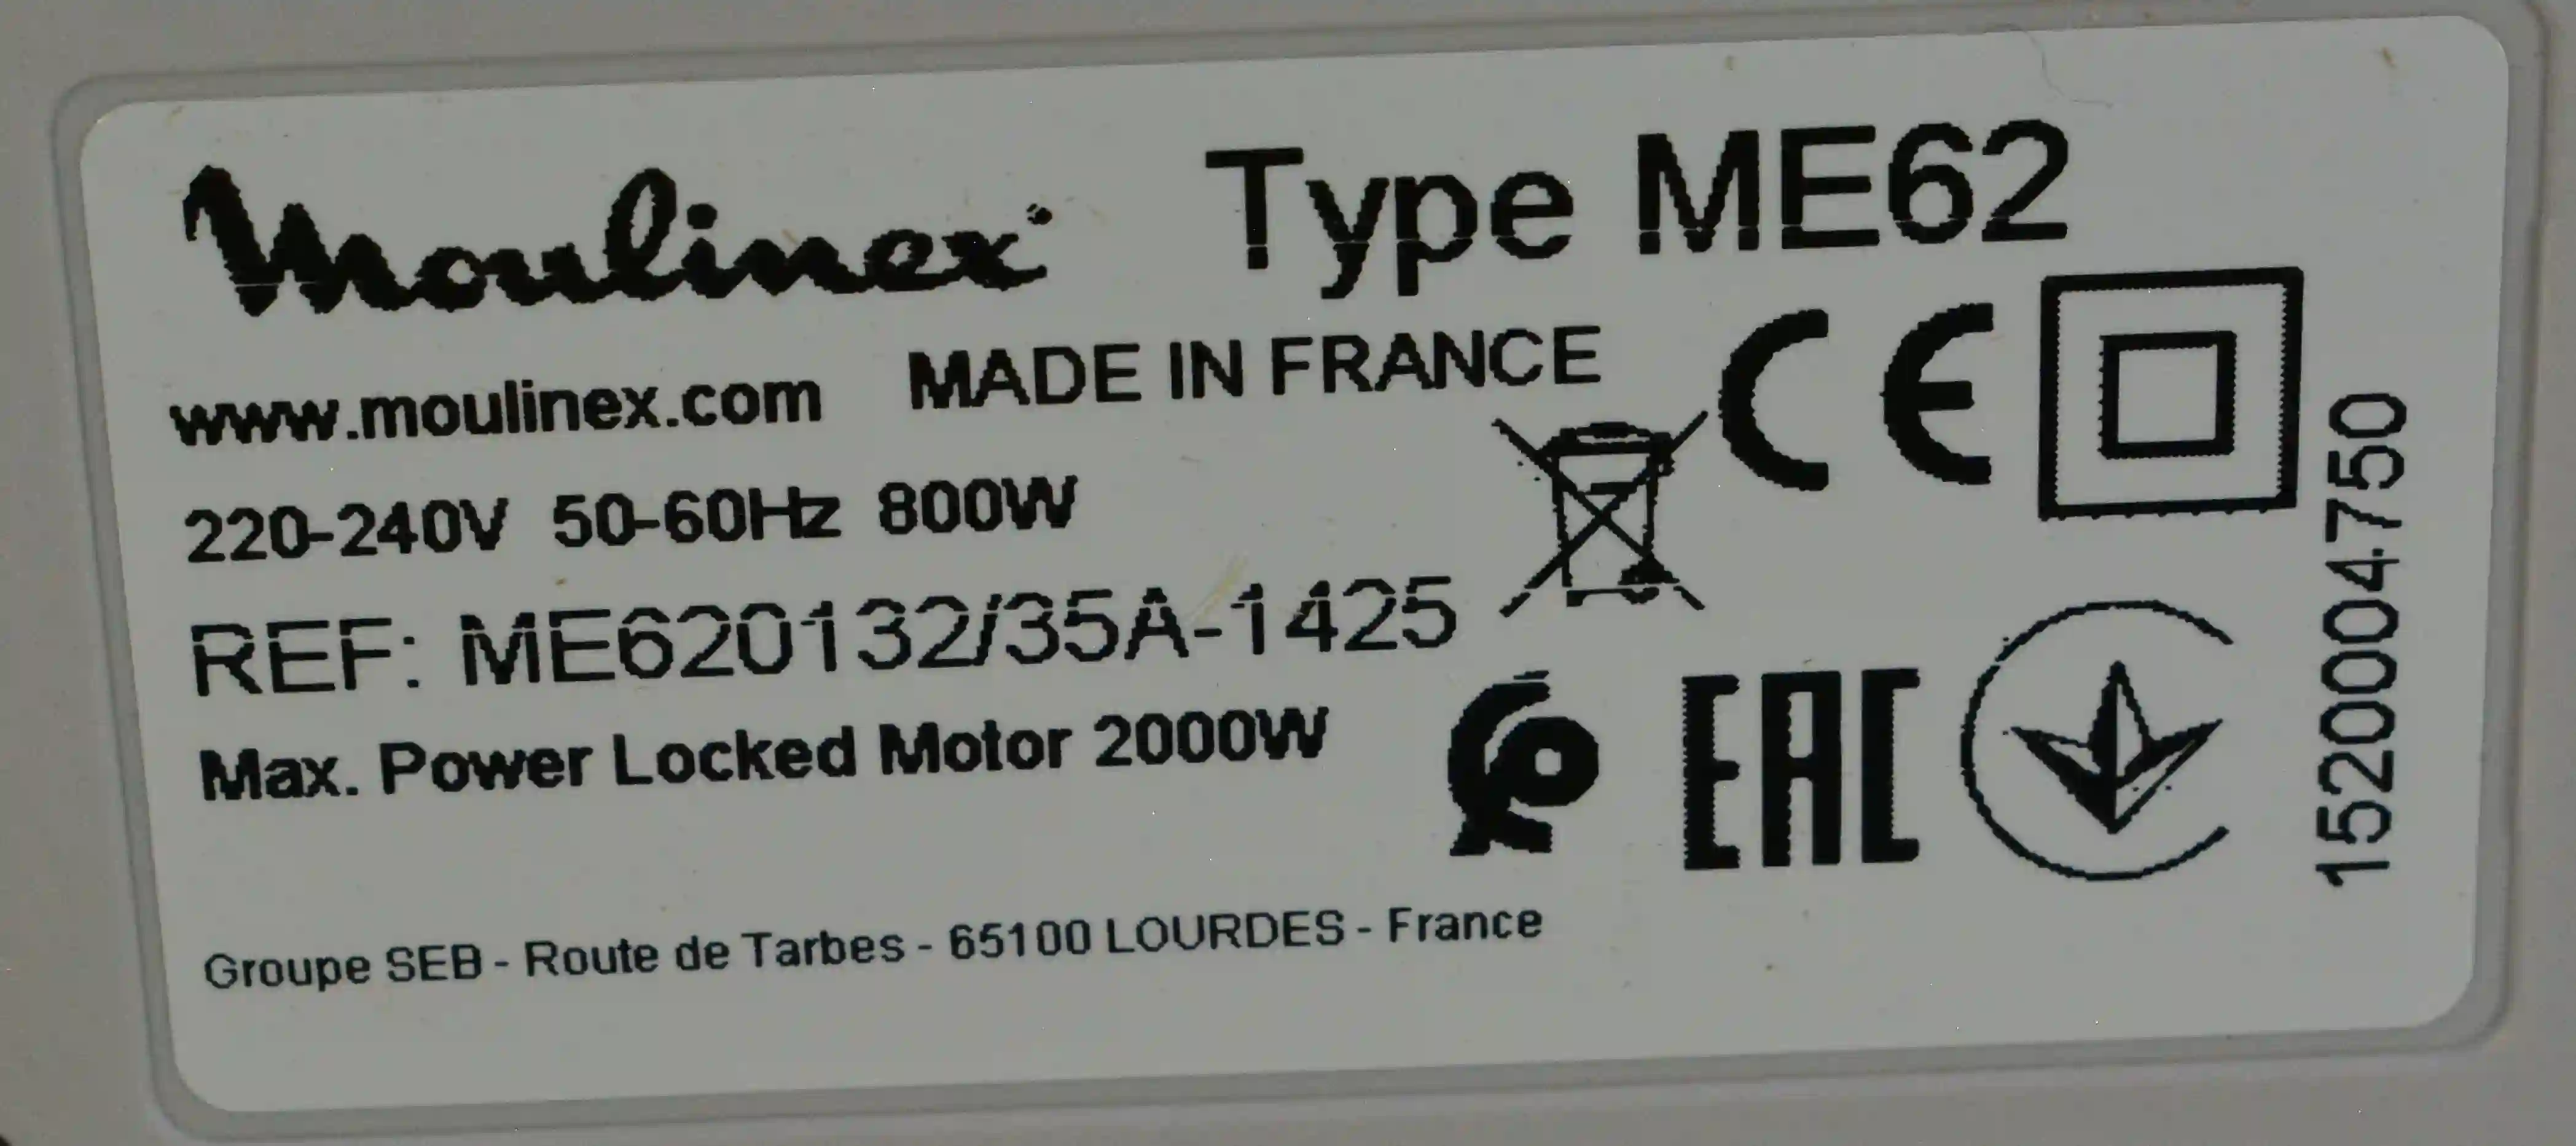 Moulinex Type ME62
www.moulinex.com MADE IN FRANCE CE
220-240V 50-60Hz 800W
REF: ME620132/35A-1425
Max. Power Locked Motor 2000W
EAC
Groupe SEB - Route de Tarbes - 65100 LOURDES - France
1520004750